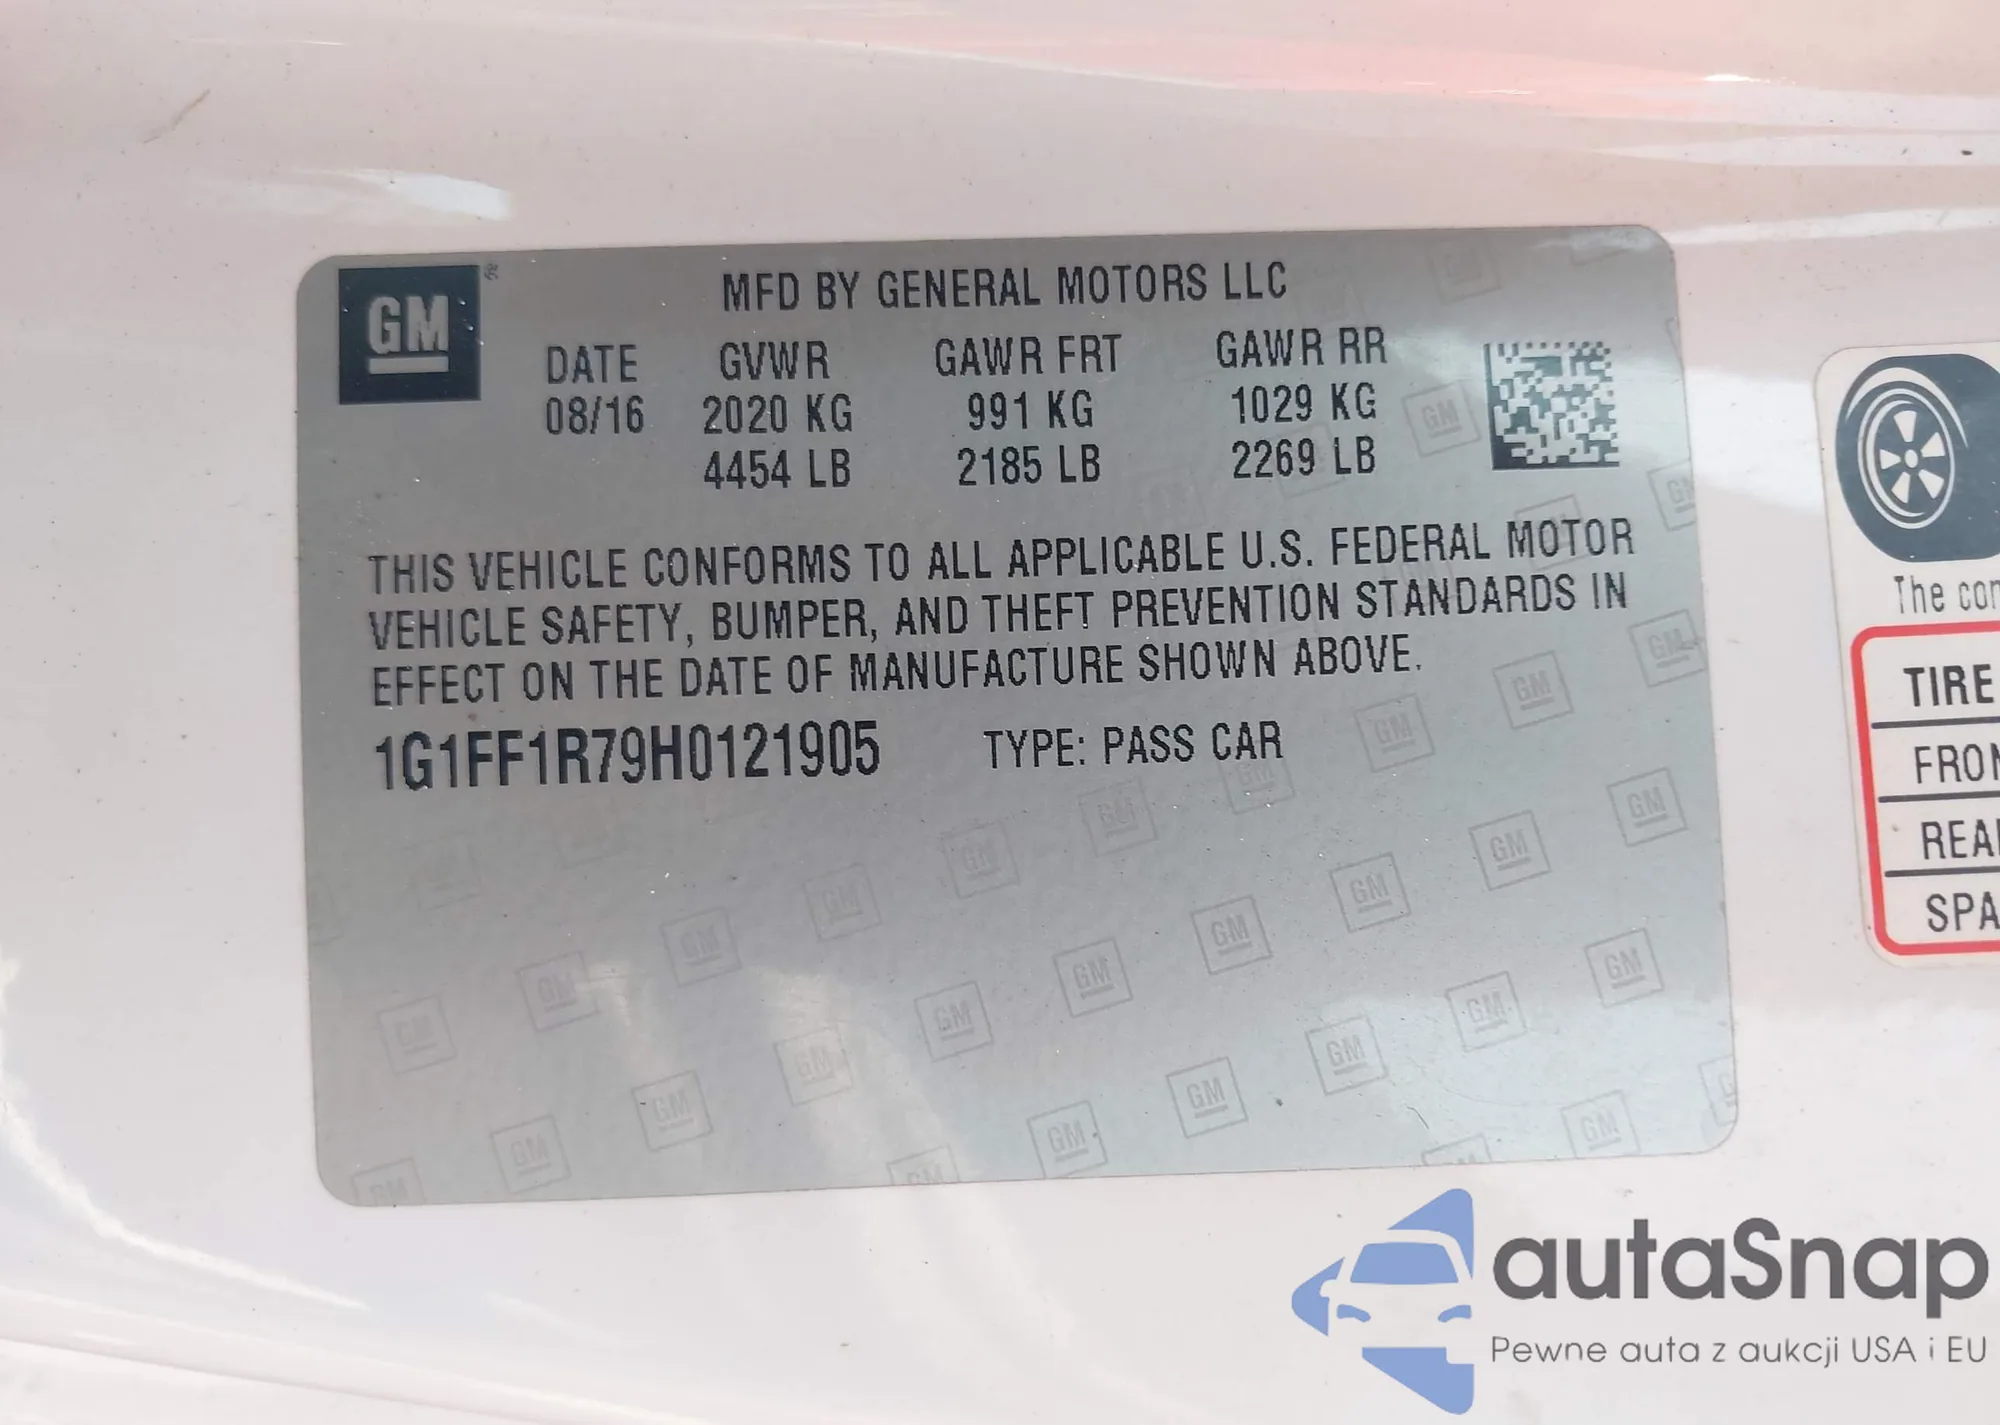 GM
MFD BY GENERAL MOTORS LLC
DATE GVWR GAWR FRT GAWR RR
08/16 2020 KG 991 KG 1029 KG
4454 LB 2185 LB 2269 LB
THIS VEHICLE CONFORMS TO ALL APPLICABLE U.S. FEDERAL MOTOR
VEHICLE SAFETY, BUMPER, AND THEFT PREVENTION STANDARDS IN
EFFECT ON THE DATE OF MANUFACTURE SHOWN ABOVE.
1G1FF1R79H0121905 TYPE: PASS CAR
The
TIRE
autaSnap
Pewne auta z aukcji USA i EU